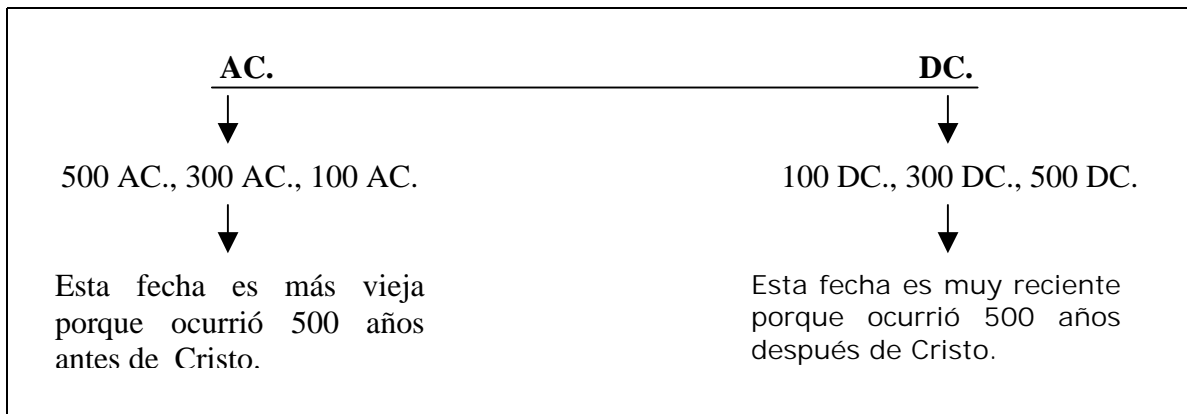 AC. DC.
500 AC., 300 AC., 100 AC. 100 DC., 300 DC., 500 DC.
Esta fecha es más vieja
porque ocurrió 500 años
antes de Cristo.
Esta fecha es muy reciente
porque ocurrió 500 años
después de Cristo.